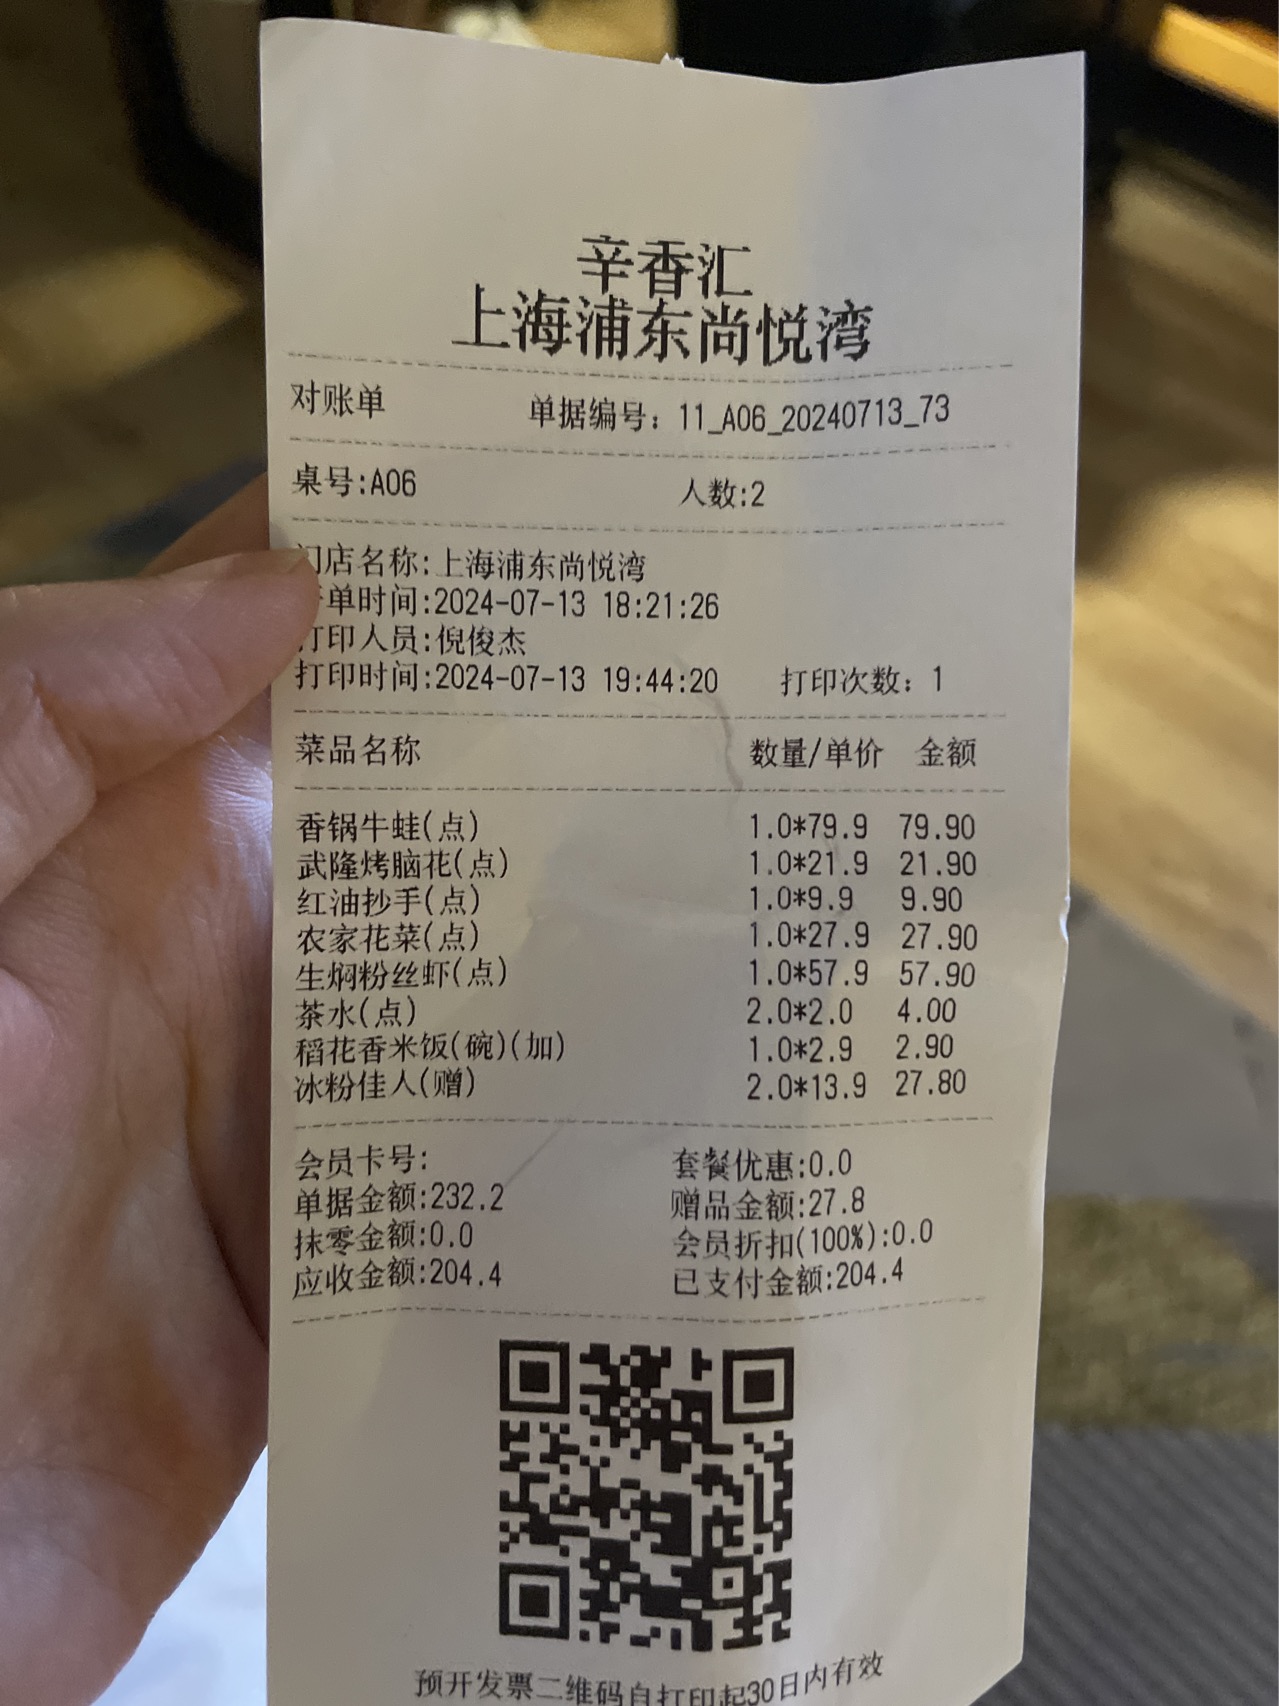 辛香汇
上海浦东尚悦湾
对账单 单据编号：11_A06_20240713_73
桌号:A06 人数:2
门店名称:上海浦东尚悦湾
单时间:2024-07-13 18:21:26
打印人员:倪俊杰
打印时间:2024-07-13 19:44:20 打印次数：1
菜品名称 数量/单价 金额
香锅牛蛙(点) 1.0*79.9 79.90
武隆烤脑花(点) 1.0*21.9 21.90
红油抄手(点) 1.0*9.9 9.90
农家花菜(点) 1.0*27.9 27.90
生焖粉丝虾(点) 1.0*57.9 57.90
茶水(点) 2.0*2.0 4.00
稻花香米饭(碗)(加) 1.0*2.9 2.90
冰粉佳人(赠) 2.0*13.9 27.80
会员卡号: 套餐优惠:0.0
单据金额:232.2 赠品金额:27.8
抹零金额:0.0 会员折扣(100%):0.0
应收金额:204.4 已支付金额:204.4
预开发票二维码自打印起30日内有效